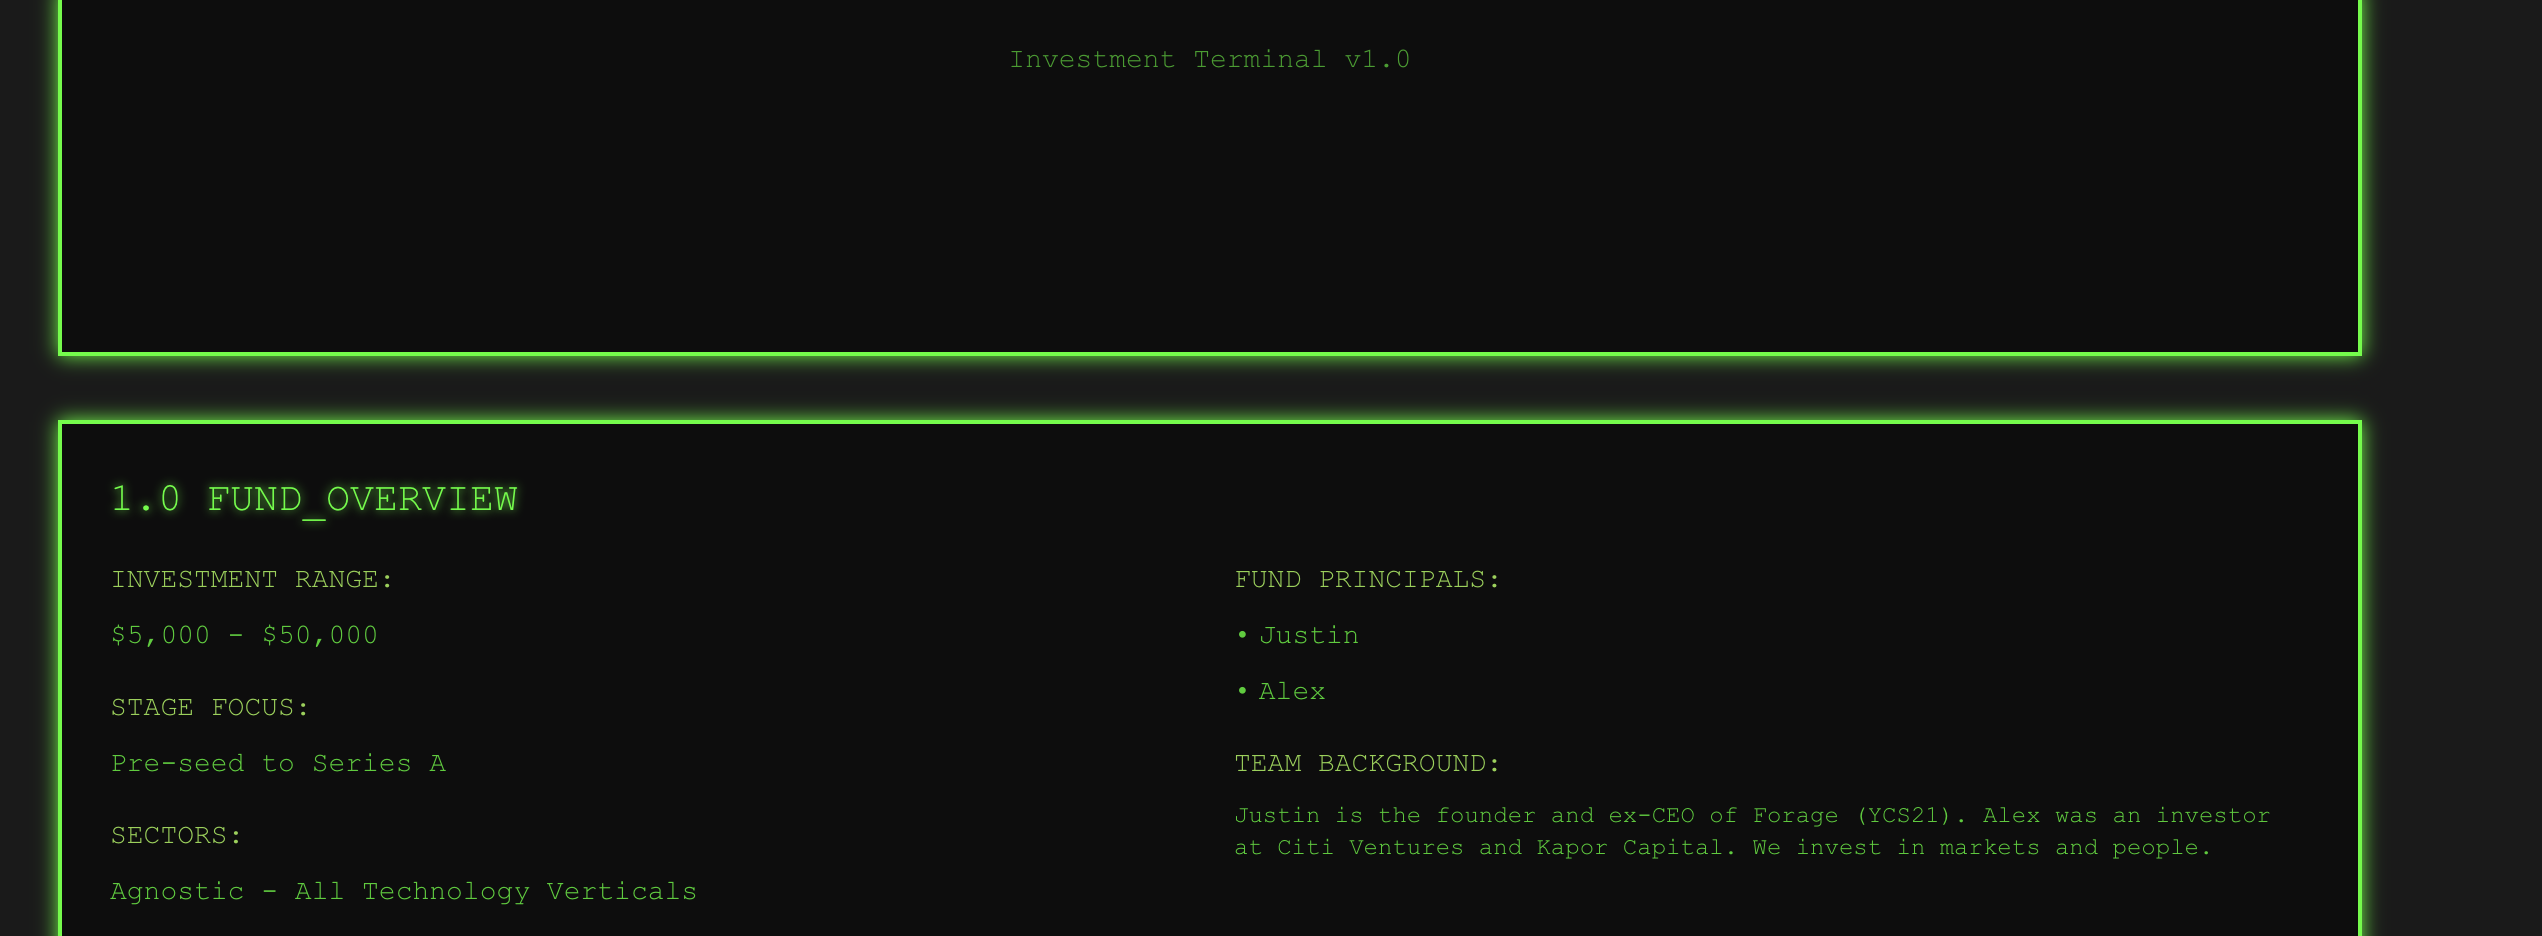 Investment Terminal v1.0
1.0 FUND_OVERVIEW
INVESTMENT RANGE:
$5,000 - $50,000
STAGE FOCUS:
Pre-seed to Series A
SECTORS:
Agnostic - All Technology Verticals
FUND PRINCIPALS:
• Justin
• Alex
TEAM BACKGROUND:
Justin is the founder and ex-CEO of Forage (YCS21). Alex was an investor
at Citi Ventures and Kapor Capital. We invest in markets and people.